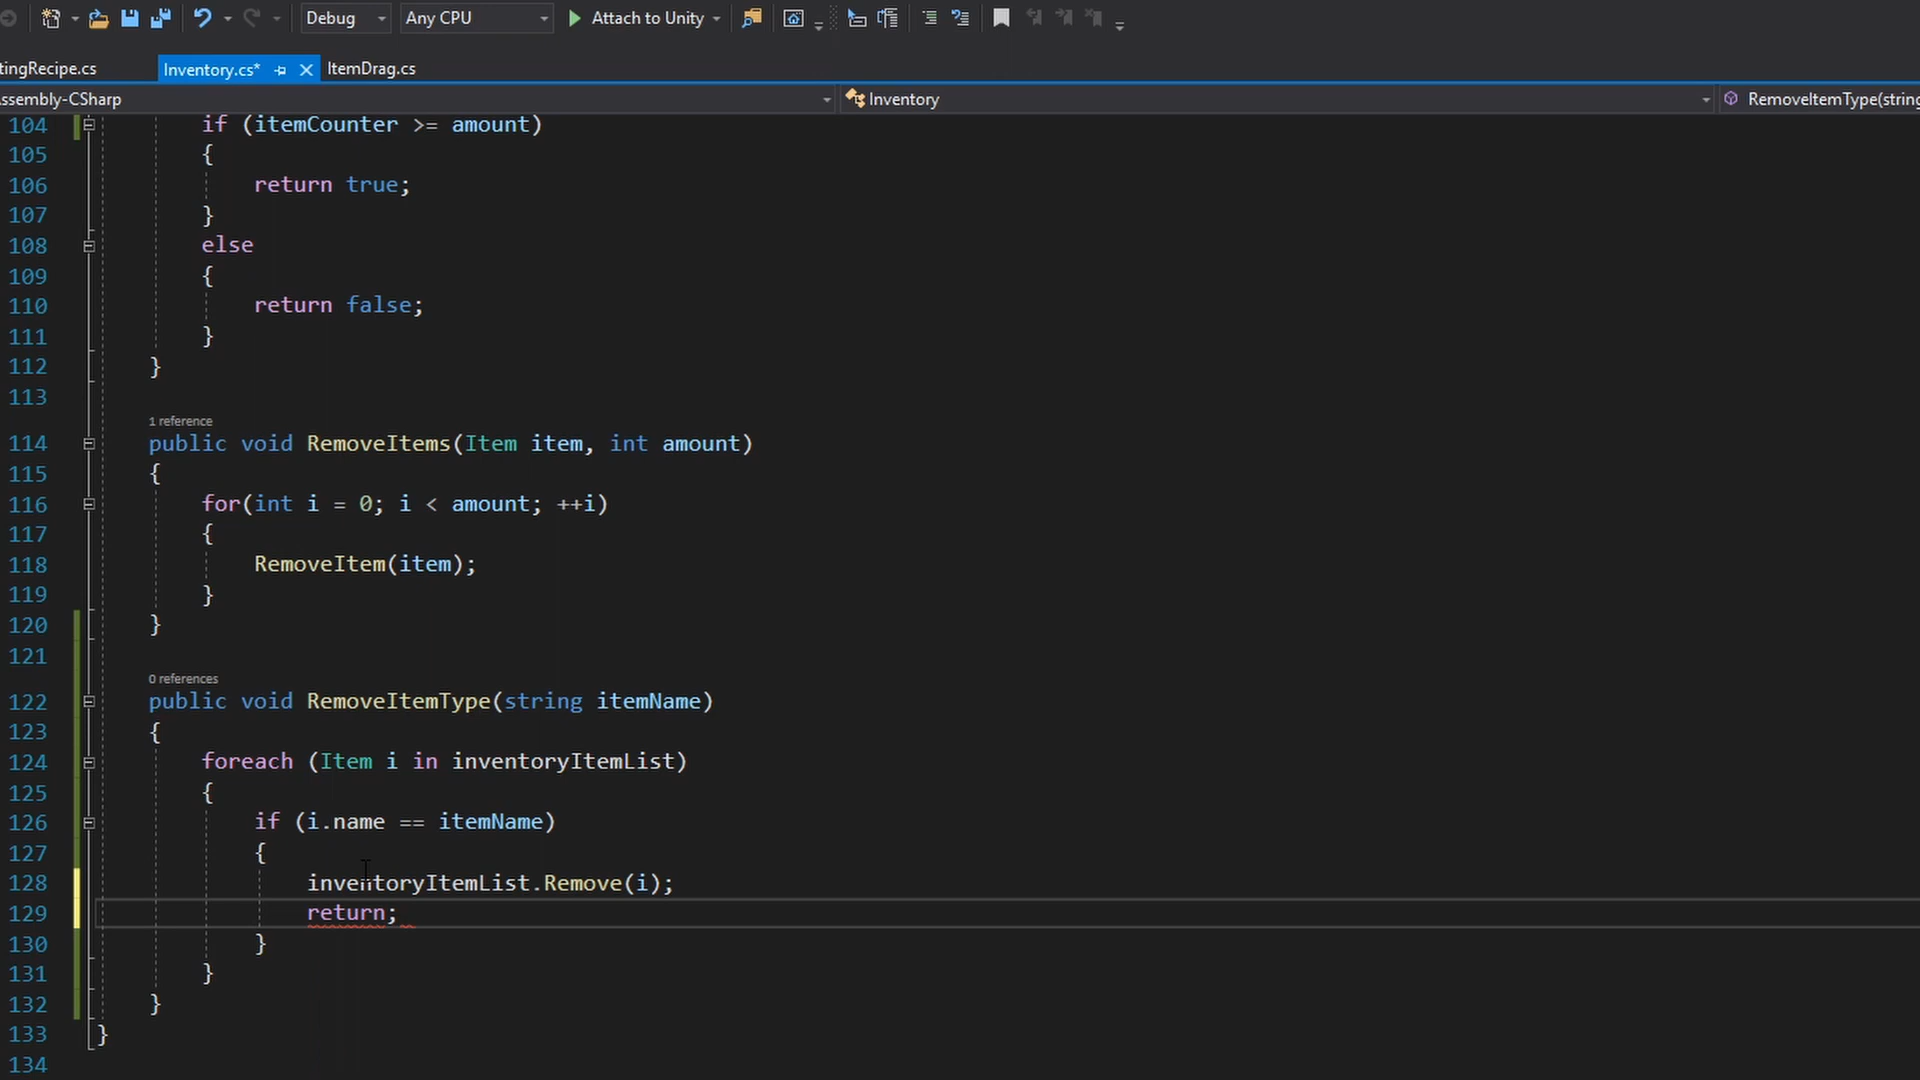 Debug Any CPU Attach to Unity
tingRecipe.cs Inventory.cs* ItemDrag.cs
ssembly-CSharp Inventory RemoveItemType(string
104 if (itemCounter >= amount)
105 {
106 return true;
107 }
108 else
109 {
110 return false;
111 }
112 }
113
1 reference
114 public void RemoveItems(Item item, int amount)
115 {
116 for(int i = 0; i < amount; ++i)
117 {
118 RemoveItem(item);
119 }
120 }
121
0 references
122 public void RemoveItemType(string itemName)
123 {
124 foreach (Item i in inventoryItemList)
125 {
126 if (i.name == itemName)
127 {
128 inventoryItemList.Remove(i);
129 return;
130 }
131 }
132 }
133 }
134